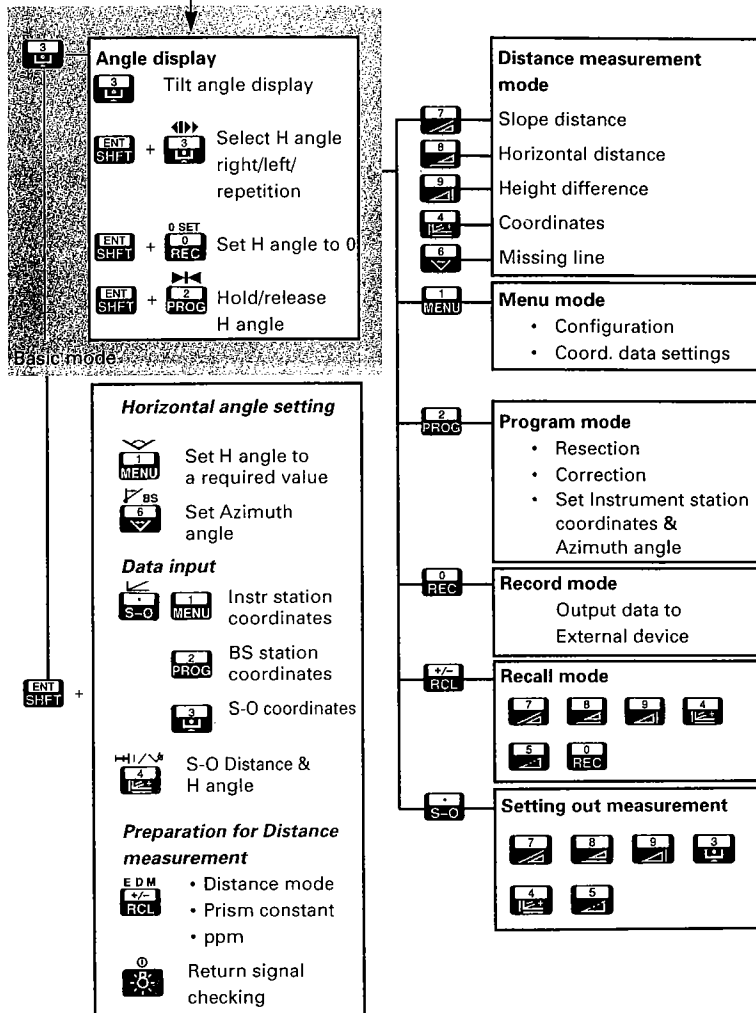 3
Angle display
3 Tilt angle display
ENT SHFT + 3 Select H angle
right/left/
repetition
0 SET
ENT SHFT + 0 REC Set H angle to 0
ENT SHFT + 2 PROG Hold/release
H angle
Basic mode
Horizontal angle setting
1 MENU Set H angle to
a required value
BS
6 Set Azimuth
angle
Data input
. S-O 1 MENU Instr station
coordinates
2 PROG BS station
coordinates
3 S-O coordinates
ENT SHFT +
4 S-O Distance &
H angle
Preparation for Distance
measurement
EDM
+/- RCL • Distance mode
• Prism constant
• ppm
Return signal
checking
Distance measurement
mode
7 Slope distance
8 Horizontal distance
9 Height difference
4 Coordinates
6 Missing line
1 MENU Menu mode
• Configuration
• Coord. data settings
2 PROG Program mode
• Resection
• Correction
• Set Instrument station
coordinates &
Azimuth angle
0 REC Record mode
Output data to
External device
+/- RCL Recall mode
7 8 9 4
5 0 REC
. S-O Setting out measurement
7 8 9 3
4 5